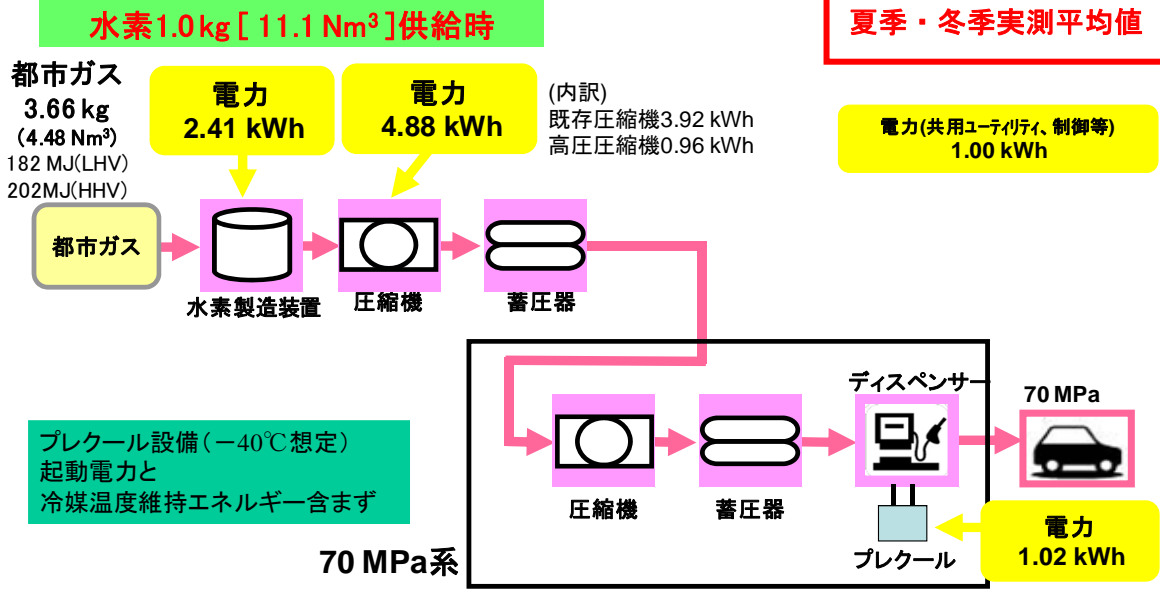 水素1.0kg[ 11.1 Nm³ ]供給時
夏季・冬季実測平均値
都市ガス
3.66 kg
(4.48 Nm³)
182 MJ(LHV)
202MJ(HHV)
電力
2.41 kWh
電力
4.88 kWh
(内訳)
既存圧縮機3.92 kWh
高圧圧縮機0.96 kWh
電力(共用ユーティリティ、制御等)
1.00 kWh
都市ガス
水素製造装置
圧縮機
蓄圧器
ディスペンサー
70 MPa
圧縮機
蓄圧器
プレクール
電力
1.02 kWh
プレクール設備(-40℃想定)
起動電力と
冷媒温度維持エネルギー含まず
70 MPa系